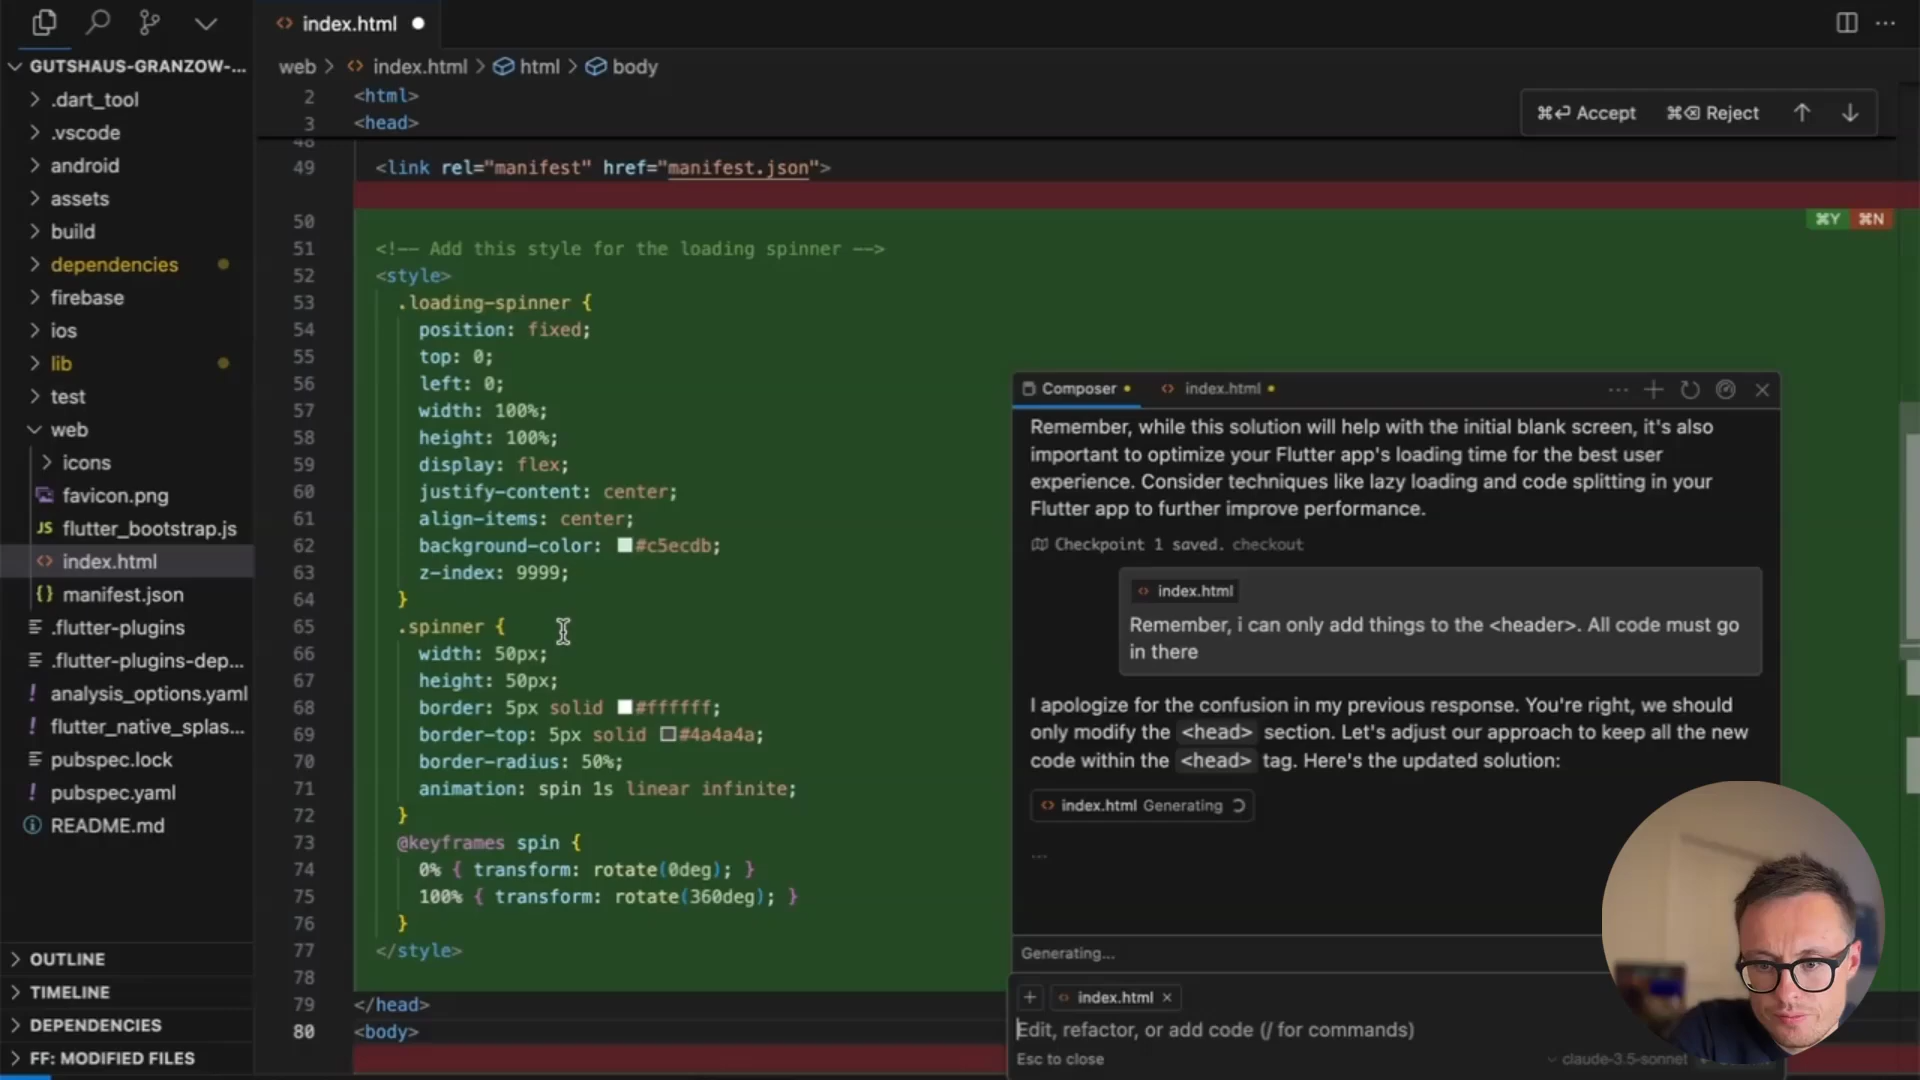 index.html
GUTSHAUS-GRANZOW-...
.dart_tool
.vscode
android
assets
build
dependencies
firebase
ios
lib
test
web
icons
favicon.png
JS flutter_bootstrap.js
<> index.html
{} manifest.json
.flutter-plugins
.flutter-plugins-dep...
! analysis_options.yaml
! flutter_native_splas...
pubspec.lock
! pubspec.yaml
README.md
OUTLINE
TIMELINE
DEPENDENCIES
FF: MODIFIED FILES
web > <> index.html > html > body
⌘↵ Accept ⌘⌫ Reject ↑ ↓
2 <html>
3 <head>
48
49 <link rel="manifest" href="manifest.json">
⌘Y ⌘N
50
51 <!-- Add this style for the loading spinner -->
52 <style>
53 .loading-spinner {
54 position: fixed;
55 top: 0;
56 left: 0;
57 width: 100%;
58 height: 100%;
59 display: flex;
60 justify-content: center;
61 align-items: center;
62 background-color: #c5ecdb;
63 z-index: 9999;
64 }
65 .spinner {
66 width: 50px;
67 height: 50px;
68 border: 5px solid #ffffff;
69 border-top: 5px solid #4a4a4a;
70 border-radius: 50%;
71 animation: spin 1s linear infinite;
72 }
73 @keyframes spin {
74 0% { transform: rotate(0deg); }
75 100% { transform: rotate(360deg); }
76 }
77 </style>
78
79 </head>
80 <body>
Composer <> index.html
Remember, while this solution will help with the initial blank screen, it's also
important to optimize your Flutter app's loading time for the best user
experience. Consider techniques like lazy loading and code splitting in your
Flutter app to further improve performance.
Checkpoint 1 saved. checkout
<> index.html
Remember, i can only add things to the <header>. All code must go
in there
I apologize for the confusion in my previous response. You're right, we should
only modify the <head> section. Let's adjust our approach to keep all the new
code within the <head> tag. Here's the updated solution:
<> index.html Generating
...
Generating...
+ <> index.html ×
Edit, refactor, or add code (/ for commands)
Esc to close
claude-3.5-sonnet